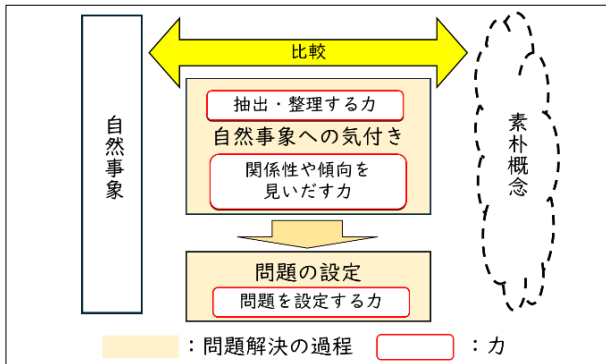 比較
自然事象
抽出・整理する力
自然事象への気付き
関係性や傾向を
見いだす力
素朴概念
問題の設定
問題を設定する力
：問題解決の過程
：力